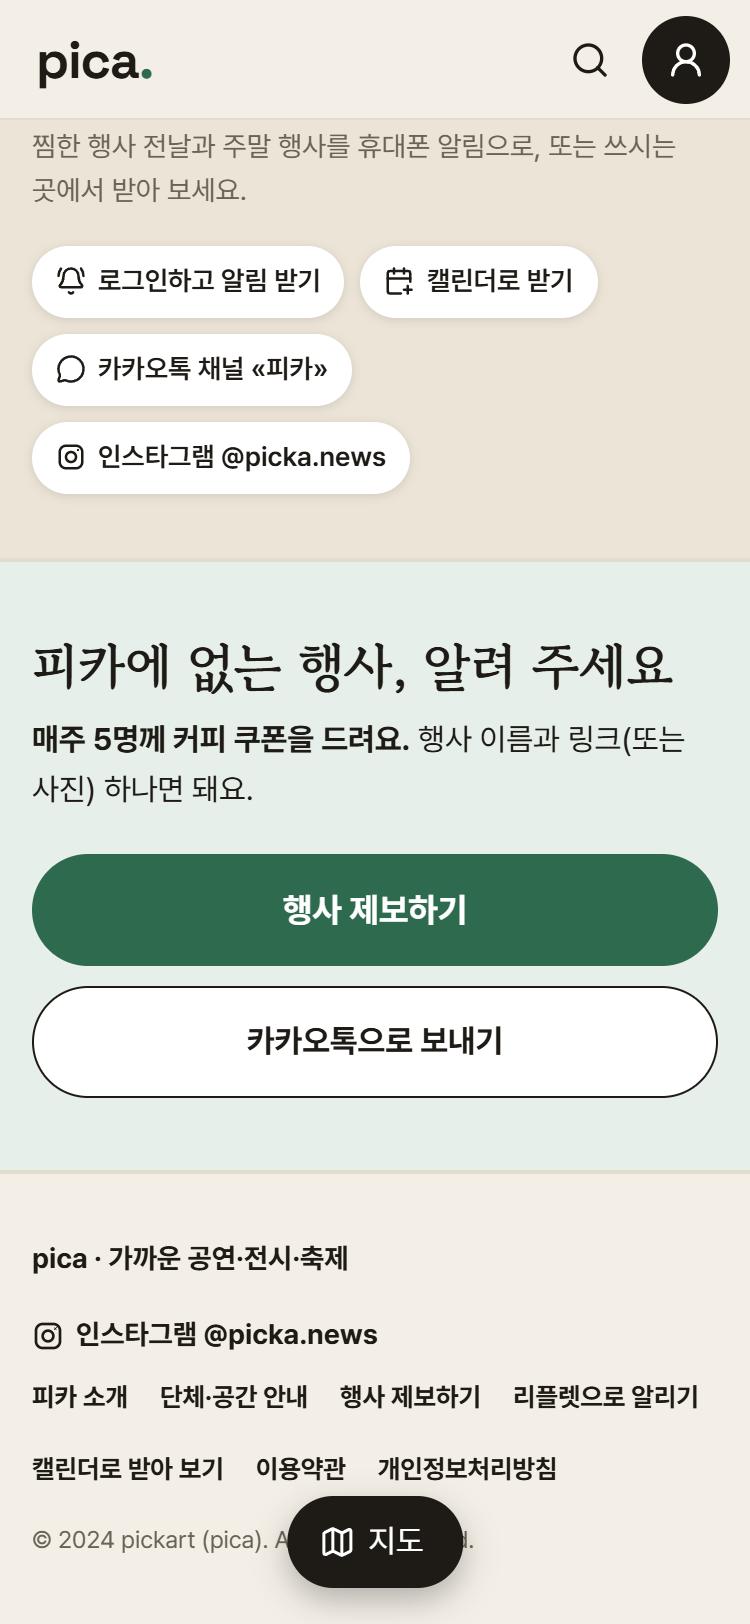 pica.
찜한 행사 전날과 주말 행사를 휴대폰 알림으로, 또는 쓰시는
곳에서 받아 보세요.
로그인하고 알림 받기
캘린더로 받기
카카오톡 채널 «피카»
인스타그램 @picka.news
피카에 없는 행사, 알려 주세요
매주 5명께 커피 쿠폰을 드려요. 행사 이름과 링크(또는
사진) 하나면 돼요.
행사 제보하기
카카오톡으로 보내기
pica · 가까운 공연·전시·축제
인스타그램 @picka.news
피카 소개 단체·공간 안내 행사 제보하기 리플렛으로 알리기
캘린더로 받아 보기 이용약관 개인정보처리방침
© 2024 pickart (pica).
지도